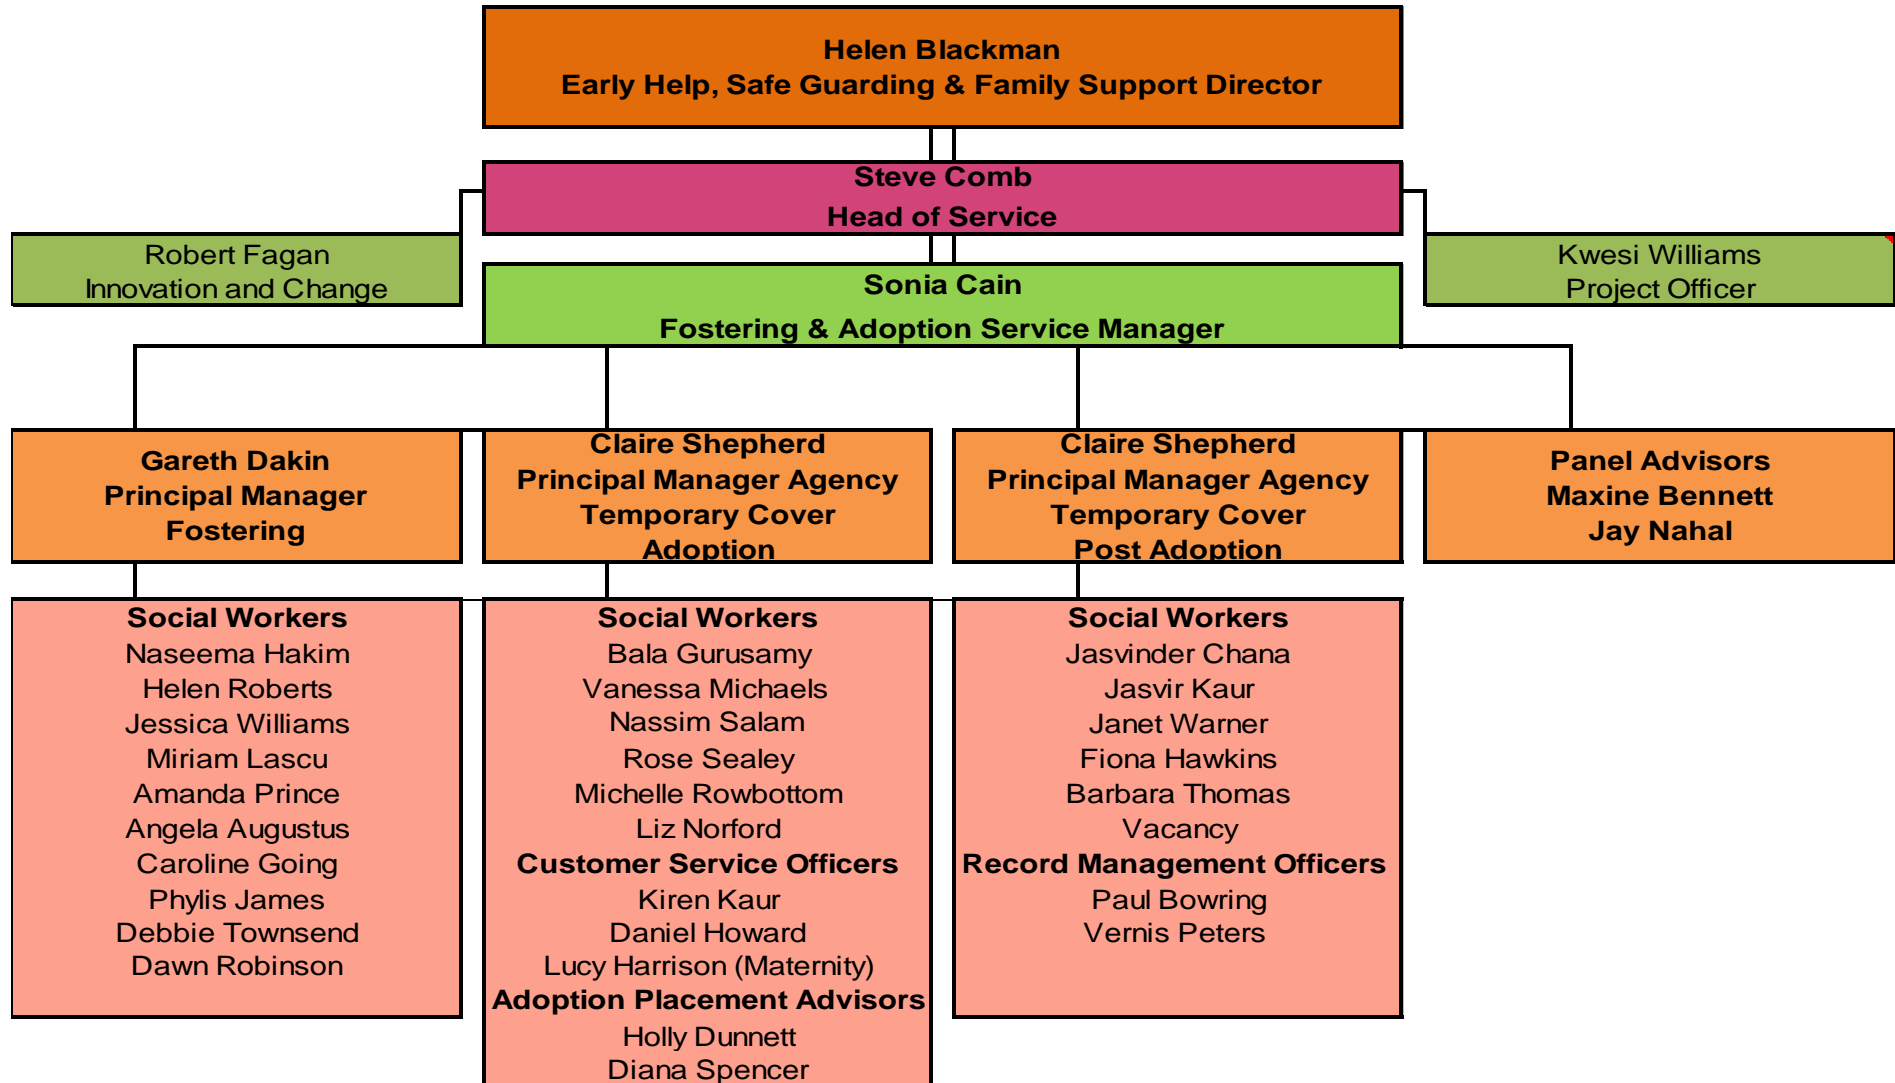 Helen Blackman
Early Help, Safe Guarding & Family Support Director
Steve Comb
Head of Service
Robert Fagan
Innovation and Change
Kwesi Williams
Project Officer
Sonia Cain
Fostering & Adoption Service Manager
Gareth Dakin
Principal Manager
Fostering
Claire Shepherd
Principal Manager Agency
Temporary Cover
Adoption
Claire Shepherd
Principal Manager Agency
Temporary Cover
Post Adoption
Panel Advisors
Maxine Bennett
Jay Nahal
Social Workers
Naseema Hakim
Helen Roberts
Jessica Williams
Miriam Lascu
Amanda Prince
Angela Augustus
Caroline Going
Phylis James
Debbie Townsend
Dawn Robinson
Social Workers
Bala Gurusamy
Vanessa Michaels
Nassim Salam
Rose Sealey
Michelle Rowbottom
Liz Norford
Customer Service Officers
Kiren Kaur
Daniel Howard
Lucy Harrison (Maternity)
Adoption Placement Advisors
Holly Dunnett
Diana Spencer
Social Workers
Jasvinder Chana
Jasvir Kaur
Janet Warner
Fiona Hawkins
Barbara Thomas
Vacancy
Record Management Officers
Paul Bowring
Vernis Peters